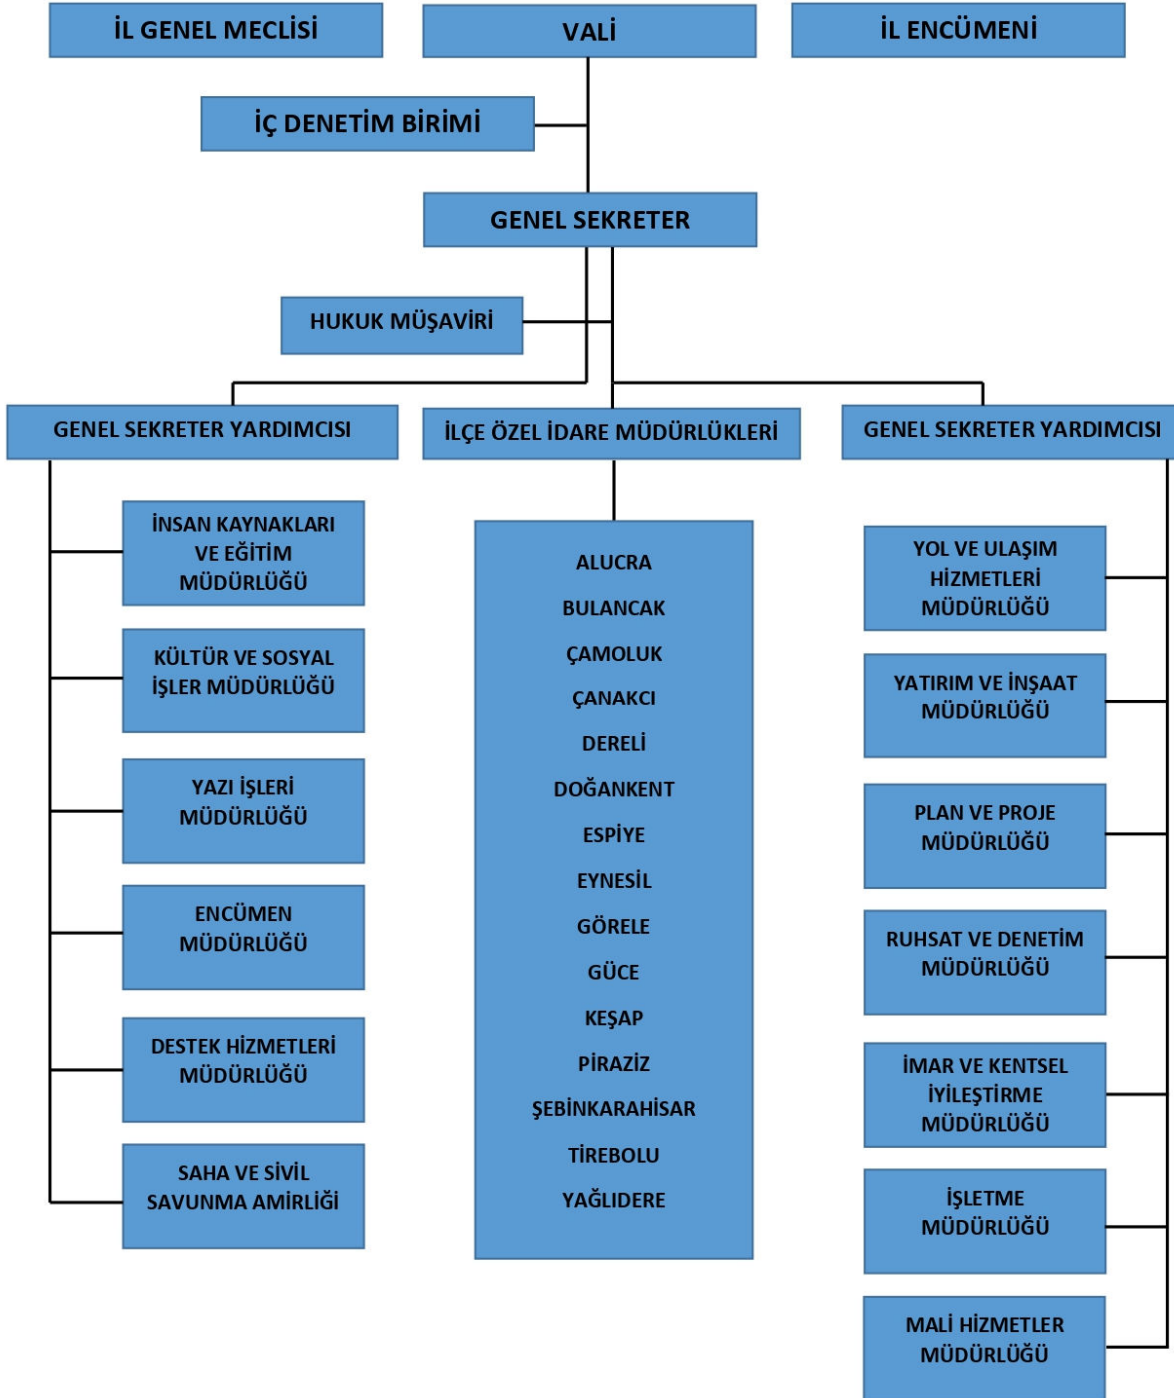 İL GENEL MECLİSİ
VALİ
İL ENCÜMENİ
İÇ DENETİM BİRİMİ
GENEL SEKRETER
HUKUK MÜŞAVİRİ
GENEL SEKRETER YARDIMCISI
İLÇE ÖZEL İDARE MÜDÜRLÜKLERİ
GENEL SEKRETER YARDIMCISI
İNSAN KAYNAKLARI
VE EĞİTİM
MÜDÜRLÜĞÜ
KÜLTÜR VE SOSYAL
İŞLER MÜDÜRLÜĞÜ
YAZI İŞLERİ
MÜDÜRLÜĞÜ
ENCÜMEN
MÜDÜRLÜĞÜ
DESTEK HİZMETLERİ
MÜDÜRLÜĞÜ
SAHA VE SİVİL
SAVUNMA AMİRLİĞİ
ALUCRA
BULANCAK
ÇAMOLUK
ÇANAKCI
DERELİ
DOĞANKENT
ESPİYE
EYNESİL
GÖRELE
GÜCE
KEŞAP
PİRAZİZ
ŞEBİNKARAHİSAR
TİREBOLU
YAĞLIDERE
YOL VE ULAŞIM
HİZMETLERİ
MÜDÜRLÜĞÜ
YATIRIM VE İNŞAAT
MÜDÜRLÜĞÜ
PLAN VE PROJE
MÜDÜRLÜĞÜ
RUHSAT VE DENETİM
MÜDÜRLÜĞÜ
İMAR VE KENTSEL
İYİLEŞTİRME
MÜDÜRLÜĞÜ
İŞLETME
MÜDÜRLÜĞÜ
MALİ HİZMETLER
MÜDÜRLÜĞÜ